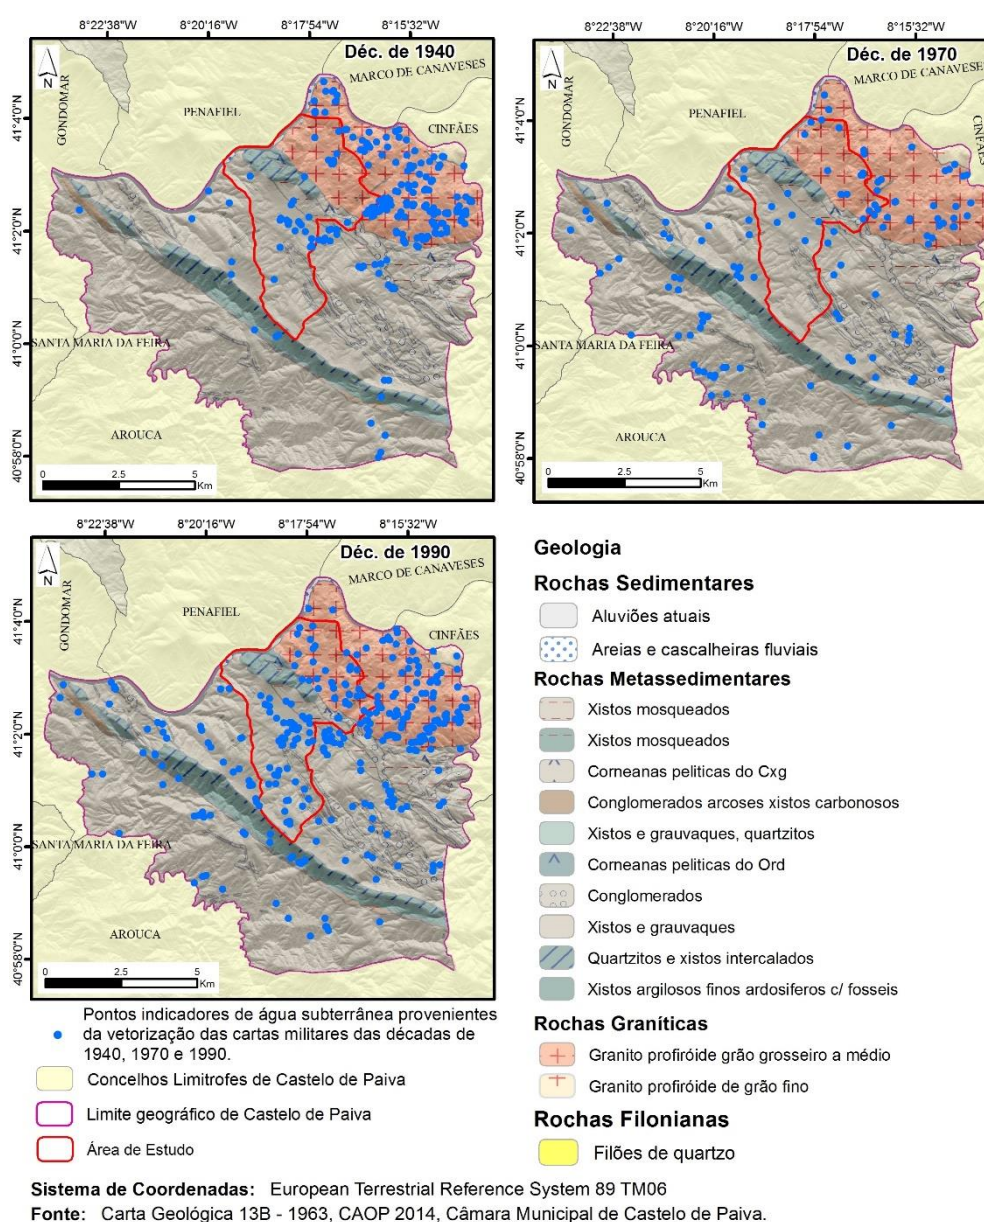 8°22'38"W 8°20'16"W 8°17'54"W 8°15'32"W
Déc. de 1940
N
MARCO DE CANAVESES
PENAFIEL
GONDOMAR
CINFÃES
SANTA MARIA DA FEIRA
AROUCA
41°4'0"N
41°2'0"N
41°0'0"N
40°58'0"N
0 2.5 5
Km
8°22'38"W 8°20'16"W 8°17'54"W 8°15'32"W
Déc. de 1970
N
MARCO DE CANAVESES
PENAFIEL
GONDOMAR
CINFÃES
SANTA MARIA DA FEIRA
AROUCA
41°4'0"N
41°2'0"N
41°0'0"N
40°58'0"N
0 2.5 5
Km
8°22'38"W 8°20'16"W 8°17'54"W 8°15'32"W
Déc. de 1990
N
MARCO DE CANAVESES
PENAFIEL
GONDOMAR
CINFÃES
SANTA MARIA DA FEIRA
AROUCA
41°4'0"N
41°2'0"N
41°0'0"N
40°58'0"N
0 2.5 5
Km
Pontos indicadores de água subterrânea provenientes
da vetorização das cartas militares das décadas de
1940, 1970 e 1990.
Concelhos Limitrofes de Castelo de Paiva
Limite geográfico de Castelo de Paiva
Área de Estudo
Geologia
Rochas Sedimentares
Aluviões atuais
Areias e cascalheiras fluviais
Rochas Metassedimentares
Xistos mosqueados
Xistos mosqueados
Corneanas peliticas do Cxg
Conglomerados arcoses xistos carbonosos
Xistos e grauvaques, quartzitos
Corneanas peliticas do Ord
Conglomerados
Xistos e grauvaques
Quartzitos e xistos intercalados
Xistos argilosos finos ardosiferos c/ fosseis
Rochas Graníticas
Granito profiróide grão grosseiro a médio
Granito profiróide de grão fino
Rochas Filonianas
Filões de quartzo
Sistema de Coordenadas: European Terrestrial Reference System 89 TM06
Fonte: Carta Geológica 13B - 1963, CAOP 2014, Câmara Municipal de Castelo de Paiva.